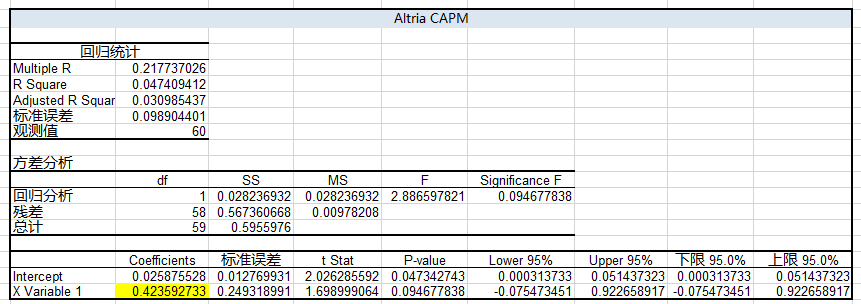 Altria CAPM
回归统计
Multiple R 0.217737026
R Square 0.047409412
Adjusted R Squar 0.030985437
标准误差 0.098904401
观测值 60
方差分析
df SS MS F Significance F
回归分析 1 0.028236932 0.028236932 2.886597821 0.094677838
残差 58 0.567360668 0.00978208
总计 59 0.5955976
Coefficients 标准误差 t Stat P-value Lower 95% Upper 95% 下限 95.0% 上限 95.0%
Intercept 0.025875528 0.012769931 2.026285592 0.047342743 0.000313733 0.051437323 0.000313733 0.051437323
X Variable 1 0.423592733 0.249318991 1.698999064 0.094677838 -0.075473451 0.922658917 -0.075473451 0.922658917